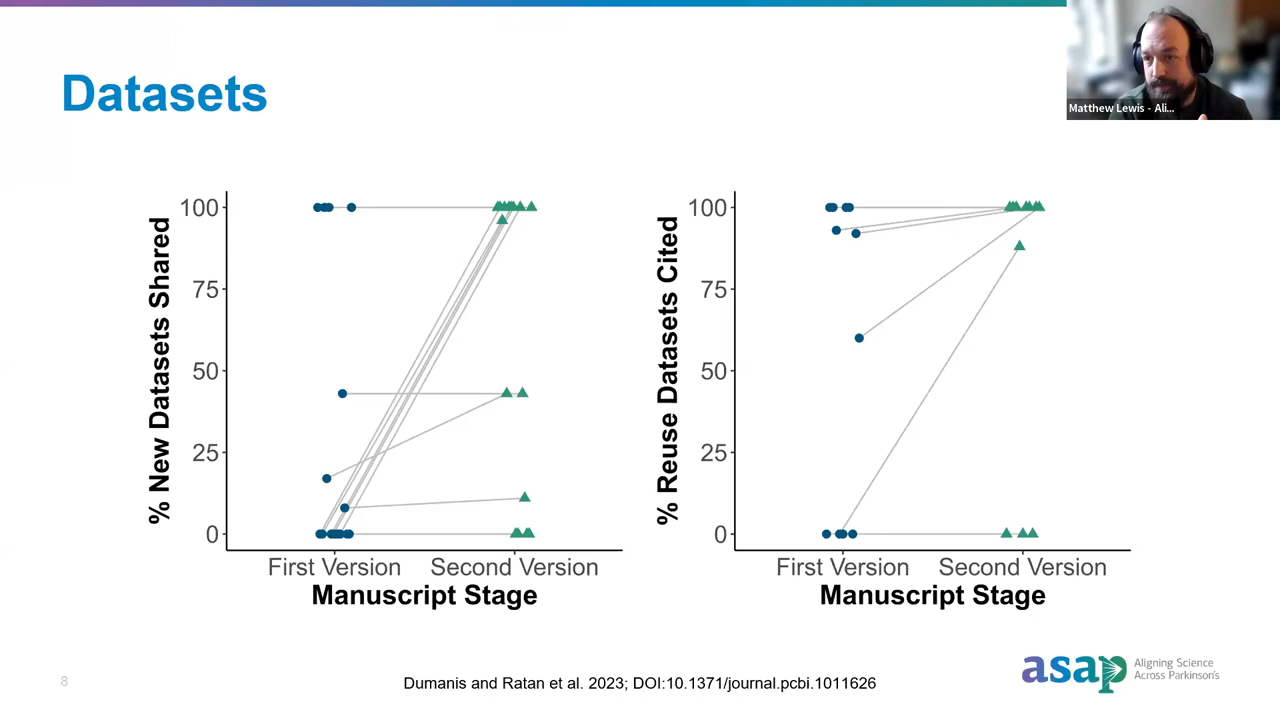 Datasets
Matthew Lewis - Ali...
% New Datasets Shared
100
75
50
25
0
First Version
Second Version
Manuscript Stage
% Reuse Datasets Cited
100
75
50
25
0
First Version
Second Version
Manuscript Stage
8
Dumanis and Ratan et al. 2023; DOI:10.1371/journal.pcbi.1011626
asap
Aligning Science
Across Parkinson's